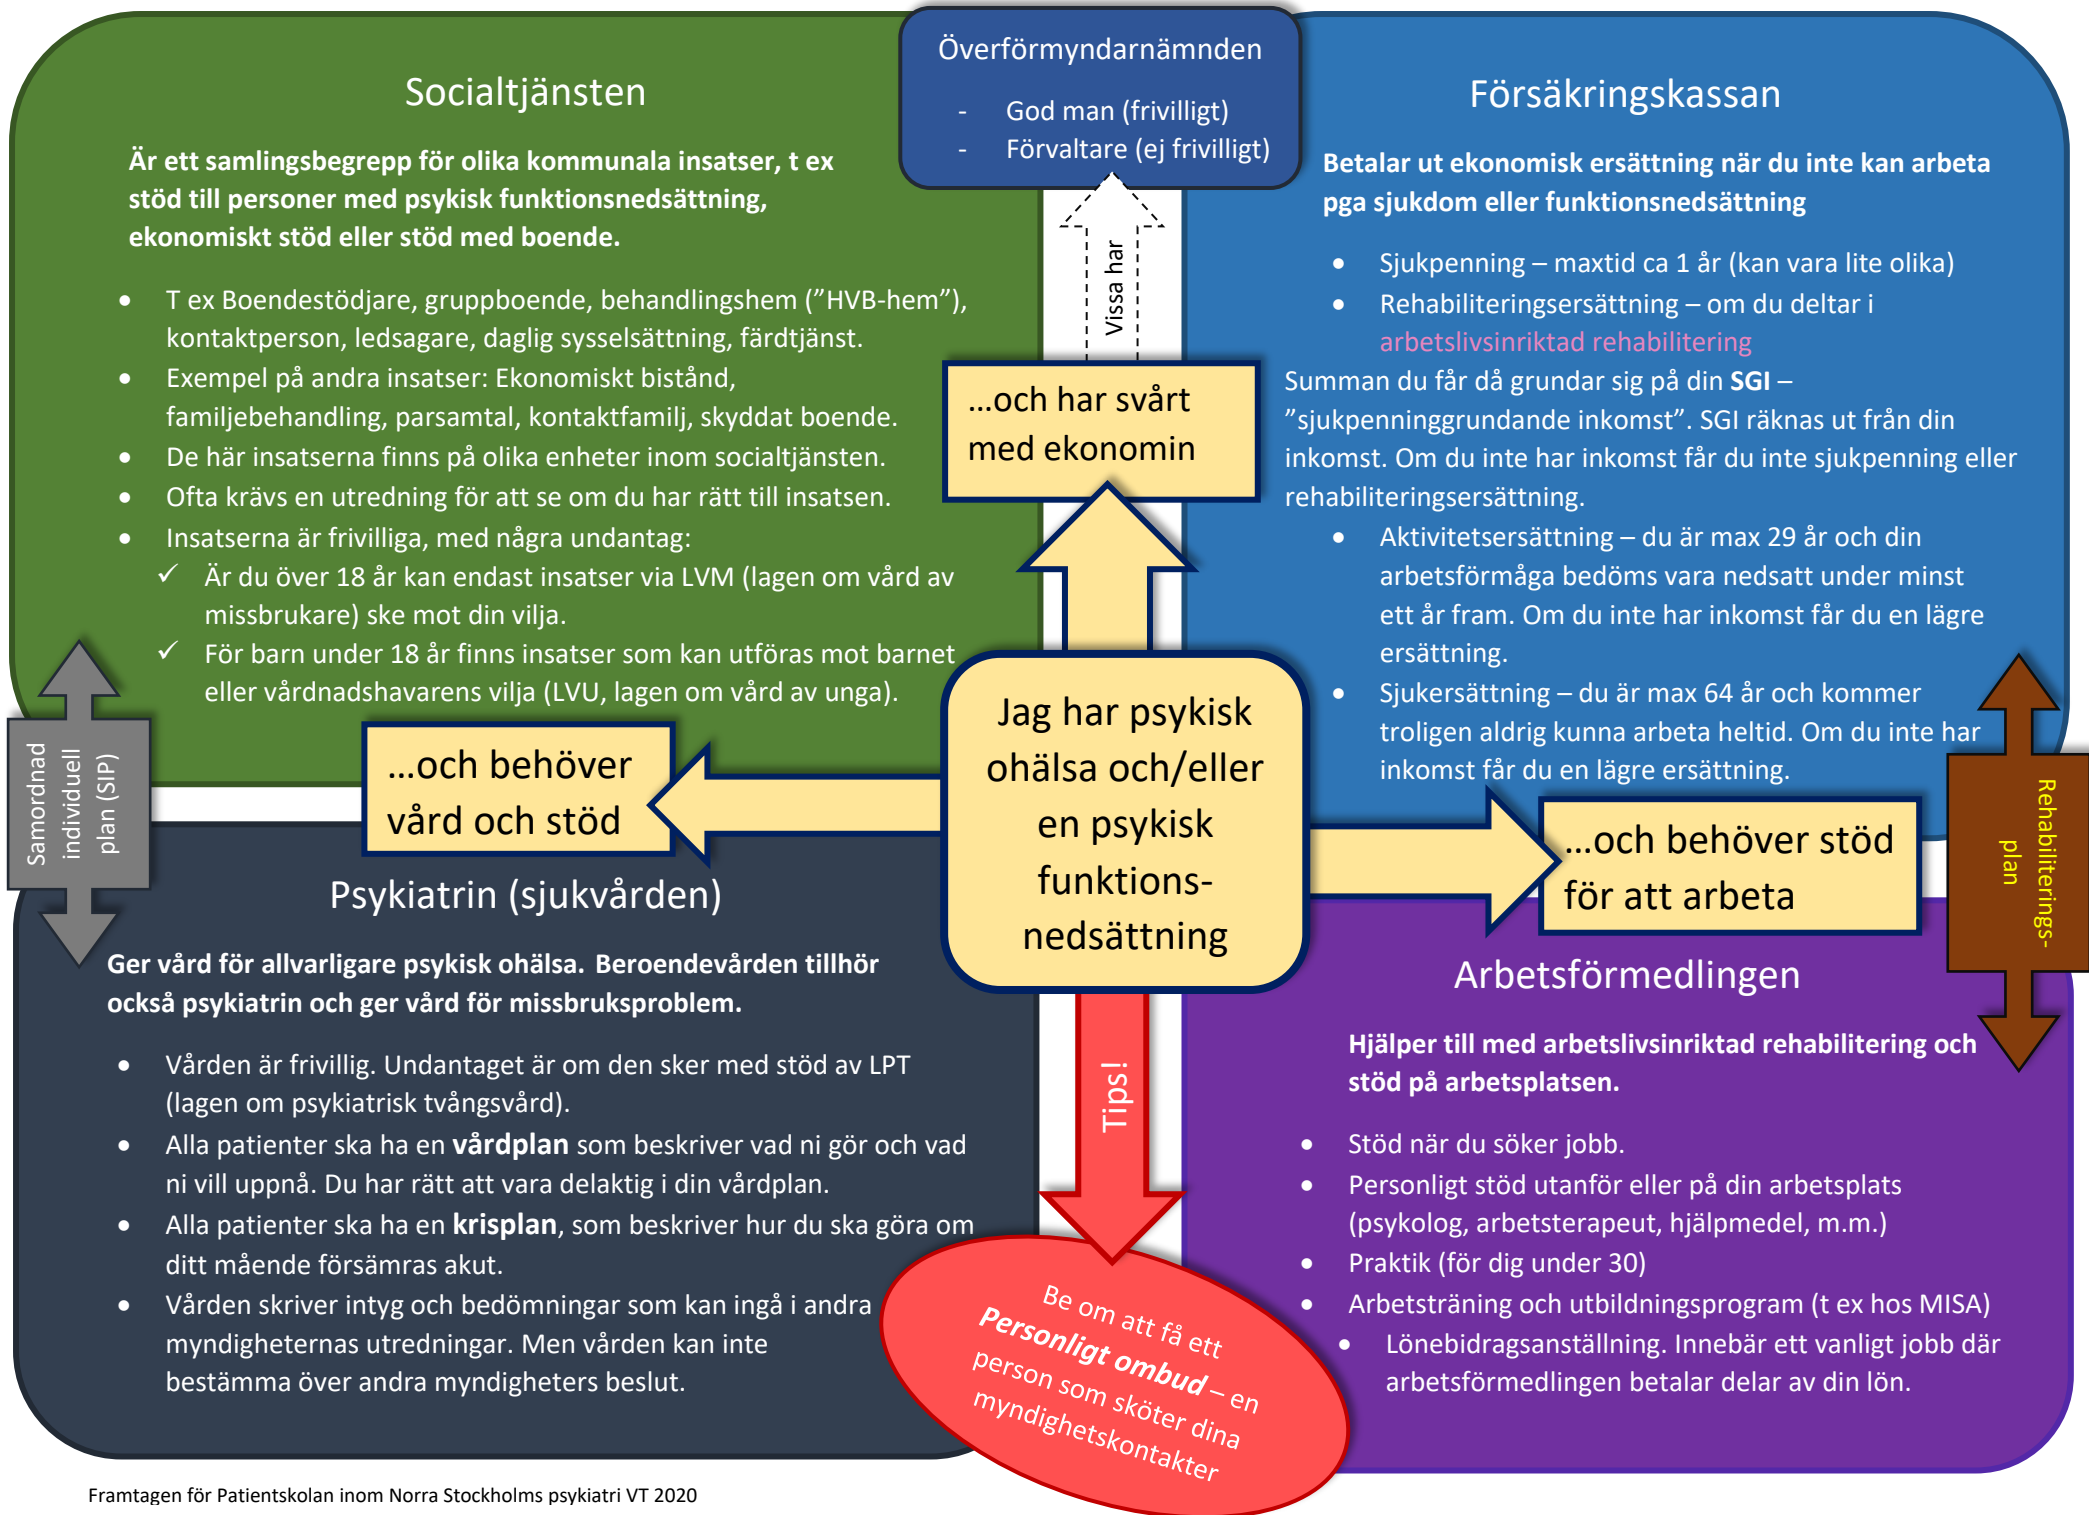 Socialtjänsten
Är ett samlingsbegrepp för olika kommunala insatser, t ex
stöd till personer med psykisk funktionsnedsättning,
ekonomiskt stöd eller stöd med boende.
• T ex Boendestödjare, gruppboende, behandlingshem (”HVB-hem”),
kontaktperson, ledsagare, daglig sysselsättning, färdtjänst.
• Exempel på andra insatser: Ekonomiskt bistånd,
familjebehandling, parsamtal, kontaktfamilj, skyddat boende.
• De här insatserna finns på olika enheter inom socialtjänsten.
• Ofta krävs en utredning för att se om du har rätt till insatsen.
• Insatserna är frivilliga, med några undantag:
✓ Är du över 18 år kan endast insatser via LVM (lagen om vård av
missbrukare) ske mot din vilja.
✓ För barn under 18 år finns insatser som kan utföras mot barnet
eller vårdnadshavarens vilja (LVU, lagen om vård av unga).
Överförmyndarnämnden
- God man (frivilligt)
- Förvaltare (ej frivilligt)
Vissa har
...och har svårt
med ekonomin
Försäkringskassan
Betalar ut ekonomisk ersättning när du inte kan arbeta
pga sjukdom eller funktionsnedsättning
• Sjukpenning – maxtid ca 1 år (kan vara lite olika)
• Rehabiliteringsersättning – om du deltar i
arbetslivsinriktad rehabilitering
Summan du får då grundar sig på din SGI –
”sjukpenninggrundande inkomst”. SGI räknas ut från din
inkomst. Om du inte har inkomst får du inte sjukpenning eller
rehabiliteringsersättning.
• Aktivitetsersättning – du är max 29 år och din
arbetsförmåga bedöms vara nedsatt under minst
ett år fram. Om du inte har inkomst får du en lägre
ersättning.
• Sjukersättning – du är max 64 år och kommer
troligen aldrig kunna arbeta heltid. Om du inte har
inkomst får du en lägre ersättning.
Samordnad
individuell
plan (SIP)
...och behöver
vård och stöd
Jag har psykisk
ohälsa och/eller
en psykisk
funktions-
nedsättning
...och behöver stöd
för att arbeta
Rehabiliterings-
plan
Psykiatrin (sjukvården)
Ger vård för allvarligare psykisk ohälsa. Beroendevården tillhör
också psykiatrin och ger vård för missbruksproblem.
• Vården är frivillig. Undantaget är om den sker med stöd av LPT
(lagen om psykiatrisk tvångsvård).
• Alla patienter ska ha en vårdplan som beskriver vad ni gör och vad
ni vill uppnå. Du har rätt att vara delaktig i din vårdplan.
• Alla patienter ska ha en krisplan, som beskriver hur du ska göra om
ditt mående försämras akut.
• Vården skriver intyg och bedömningar som kan ingå i andra
myndigheternas utredningar. Men vården kan inte
bestämma över andra myndigheters beslut.
Tips!
Be om att få ett
Personligt ombud – en
person som sköter dina
myndighetskontakter
Arbetsförmedlingen
Hjälper till med arbetslivsinriktad rehabilitering och
stöd på arbetsplatsen.
• Stöd när du söker jobb.
• Personligt stöd utanför eller på din arbetsplats
(psykolog, arbetsterapeut, hjälpmedel, m.m.)
• Praktik (för dig under 30)
• Arbetsträning och utbildningsprogram (t ex hos MISA)
• Lönebidragsanställning. Innebär ett vanligt jobb där
arbetsförmedlingen betalar delar av din lön.
Framtagen för Patientskolan inom Norra Stockholms psykiatri VT 2020